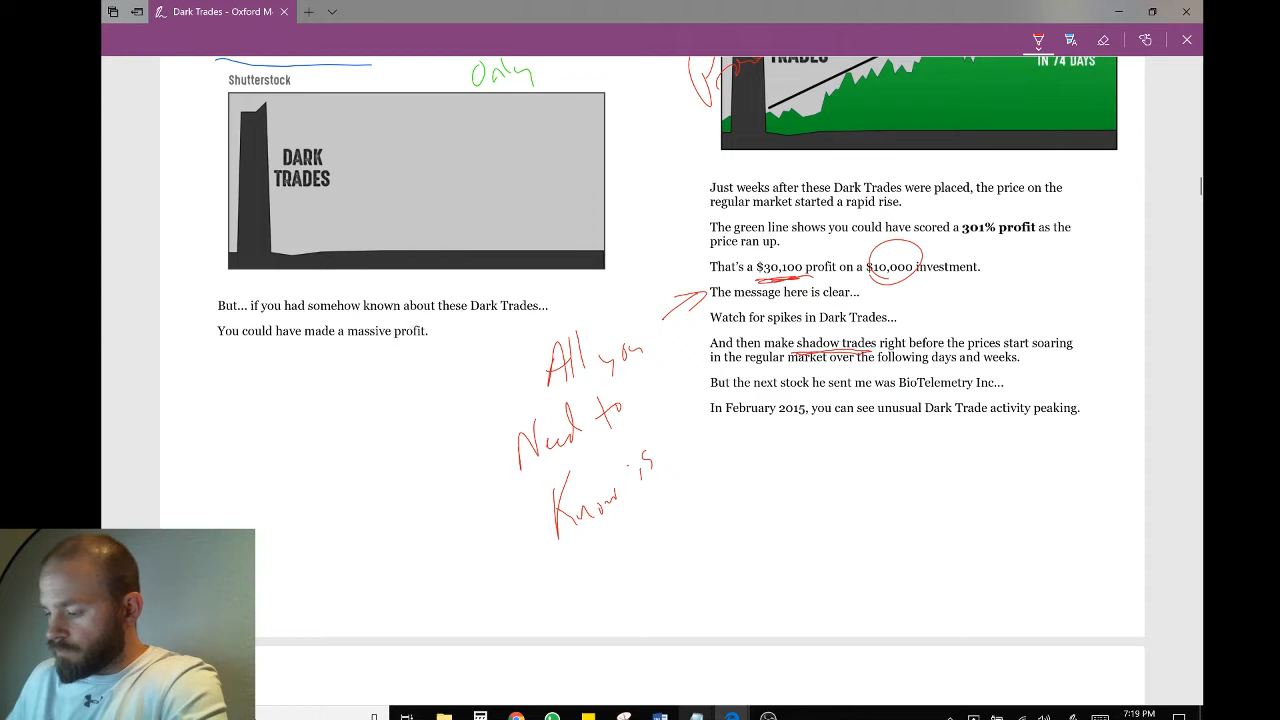 Dark Trades - Oxford M
Only
Shutterstock
DARK
TRADES
But... if you had somehow known about these Dark Trades...
You could have made a massive profit.
All you
Need to
Know is
TRADES
IN 74 DAYS
Just weeks after these Dark Trades were placed, the price on the
regular market started a rapid rise.
The green line shows you could have scored a 301% profit as the
price ran up.
That's a $30,100 profit on a $10,000 investment.
The message here is clear...
Watch for spikes in Dark Trades...
And then make shadow trades right before the prices start soaring
in the regular market over the following days and weeks.
But the next stock he sent me was BioTelemetry Inc...
In February 2015, you can see unusual Dark Trade activity peaking.
7:19 PM